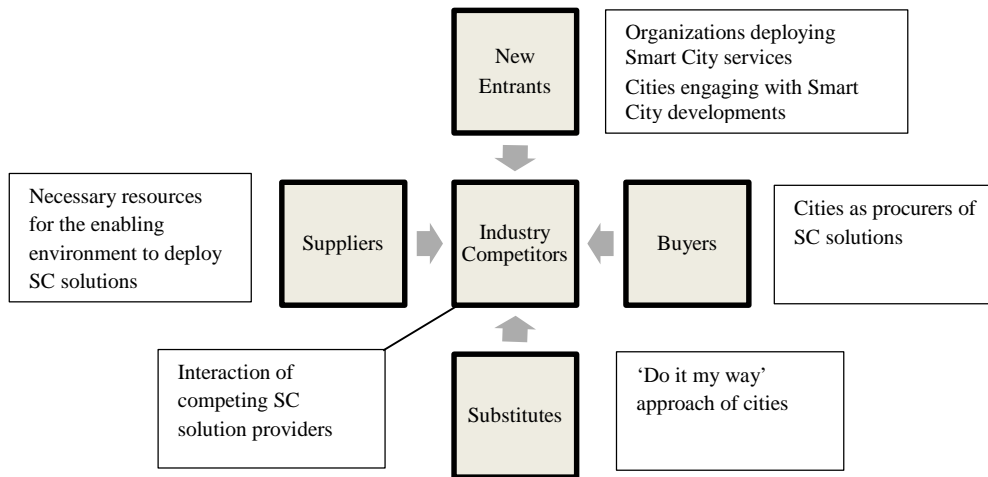 New
Entrants
Organizations deploying
Smart City services
Cities engaging with Smart
City developments
Necessary resources
for the enabling
environment to deploy
SC solutions
Suppliers
Industry
Competitors
Buyers
Cities as procurers of
SC solutions
Interaction of
competing SC
solution providers
Substitutes
‘Do it my way’
approach of cities